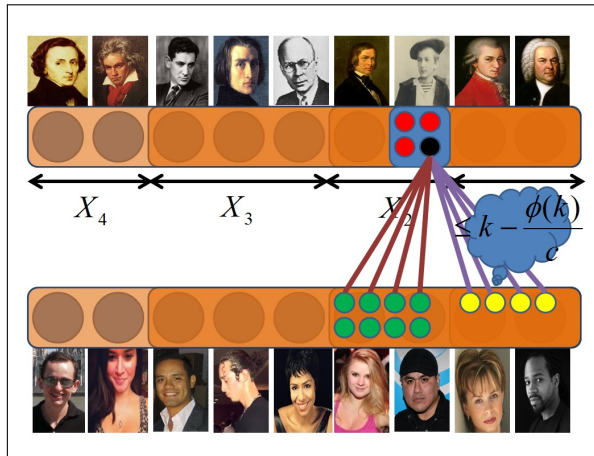 X₄ X₃ X₂
≤ k − ϕ(k)/c